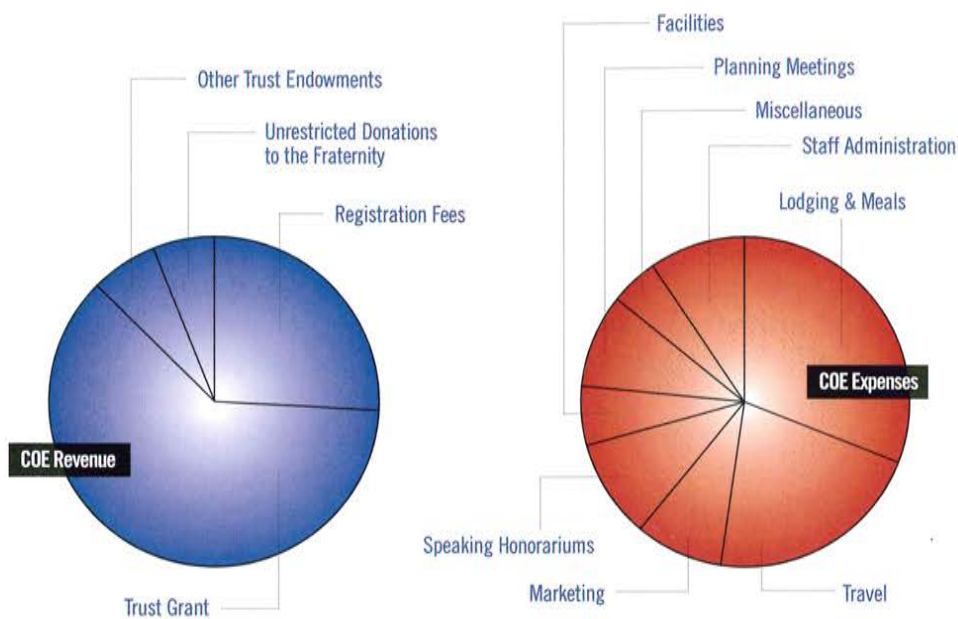 Other Trust Endowments
Unrestricted Donations
to the Fraternity
Registration Fees
COE Revenue
Trust Grant
Facilities
Planning Meetings
Miscellaneous
Staff Administration
Lodging & Meals
COE Expenses
Speaking Honorariums
Marketing
Travel